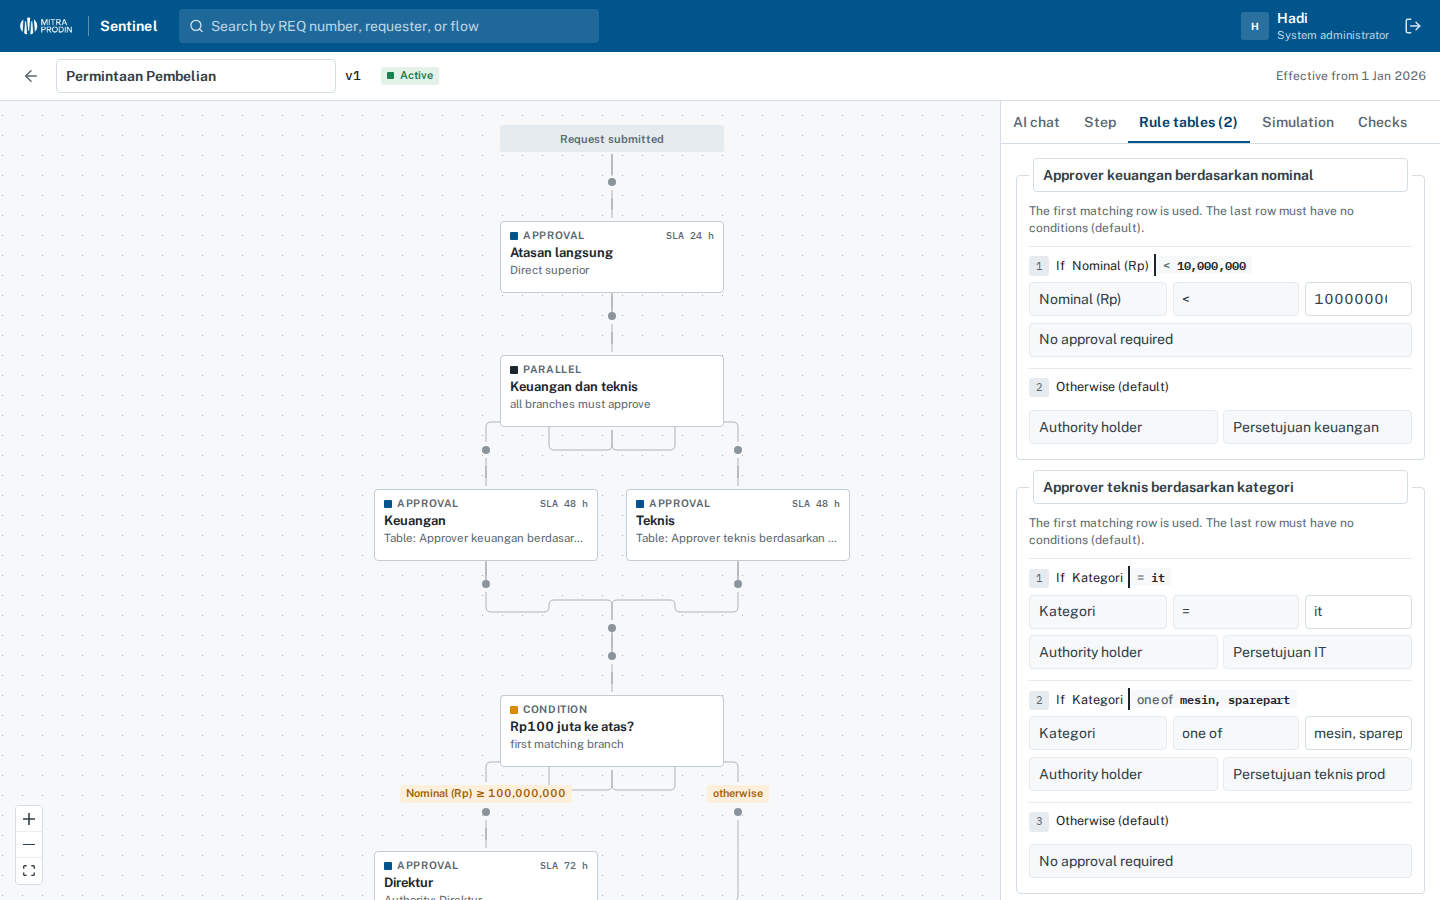 MITRA
PRODIN
Sentinel
Search by REQ number, requester, or flow
H
Hadi
System administrator
Permintaan Pembelian
v1
Active
Effective from 1 Jan 2026
Request submitted
APPROVAL
SLA 24 h
Atasan langsung
Direct superior
PARALLEL
Keuangan dan teknis
all branches must approve
APPROVAL
SLA 48 h
Keuangan
Table: Approver keuangan berdasar...
APPROVAL
SLA 48 h
Teknis
Table: Approver teknis berdasarkan ...
CONDITION
Rp100 juta ke atas?
first matching branch
Nominal (Rp) ≥ 100,000,000
otherwise
APPROVAL
SLA 72 h
Direktur
Authority: Direktur
AI chat
Step
Rule tables (2)
Simulation
Checks
Approver keuangan berdasarkan nominal
The first matching row is used. The last row must have no
conditions (default).
1 If Nominal (Rp) < 10,000,000
Nominal (Rp)
<
1000000
No approval required
2 Otherwise (default)
Authority holder
Persetujuan keuangan
Approver teknis berdasarkan kategori
The first matching row is used. The last row must have no
conditions (default).
1 If Kategori = it
Kategori
=
it
Authority holder
Persetujuan IT
2 If Kategori one of mesin, sparepart
Kategori
one of
mesin, sparep
Authority holder
Persetujuan teknis prod
3 Otherwise (default)
No approval required